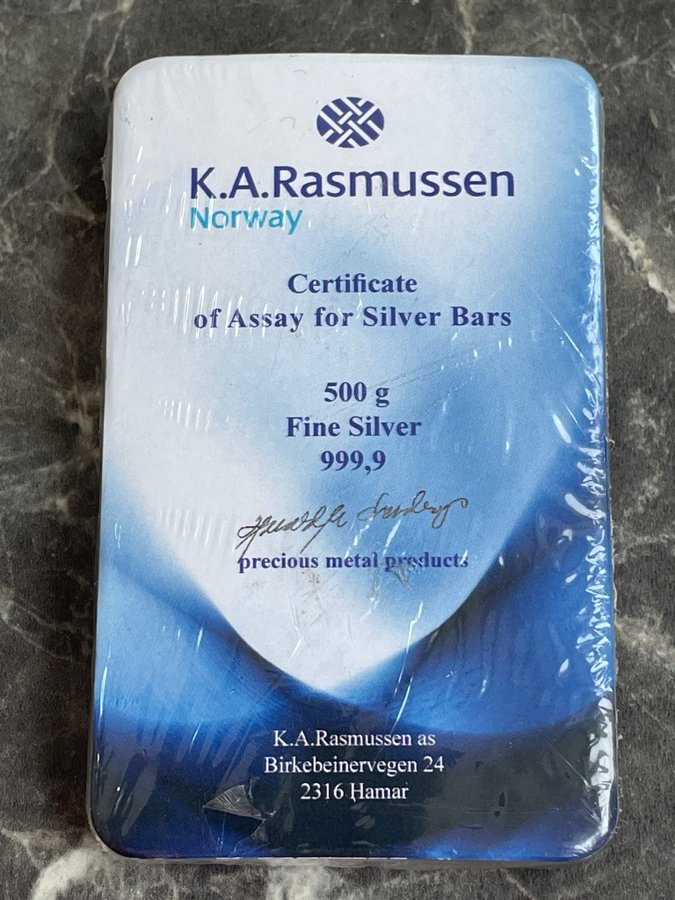 K.A.Rasmussen
Norway
Certificate
of Assay for Silver Bars
500 g
Fine Silver
999,9
precious metal products
K.A.Rasmussen as
Birkebeinervegen 24
2316 Hamar